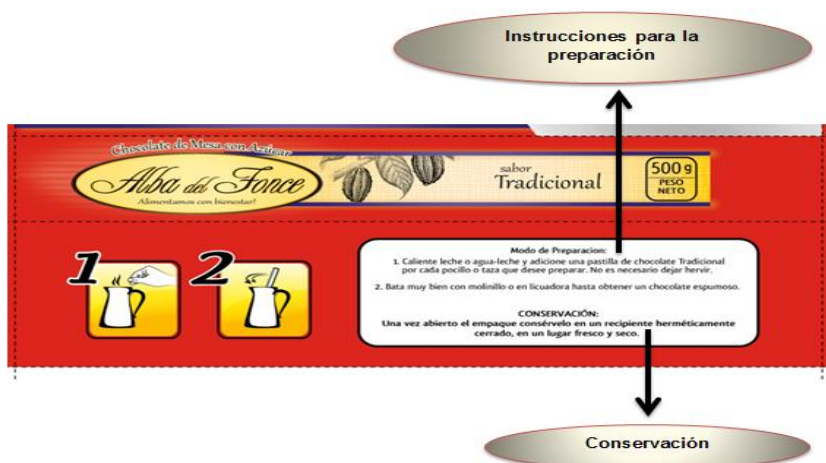 Instrucciones para la
preparación
Chocolate de Mesa con Azúcar
Alba del Fonce
Alimentamos con bienestar!
sabor
Tradicional
500 g
PESO
NETO
1
2
Modo de Preparacion:
1. Caliente leche o agua-leche y adicione una pastilla de chocolate Tradicional
por cada pocillo o taza que desee preparar. No es necesario dejar hervir.
2. Bata muy bien con molinillo o en licuadora hasta obtener un chocolate espumoso.
CONSERVACIÓN:
Una vez abierto el empaque consérvelo en un recipiente herméticamente
cerrado, en un lugar fresco y seco.
Conservación